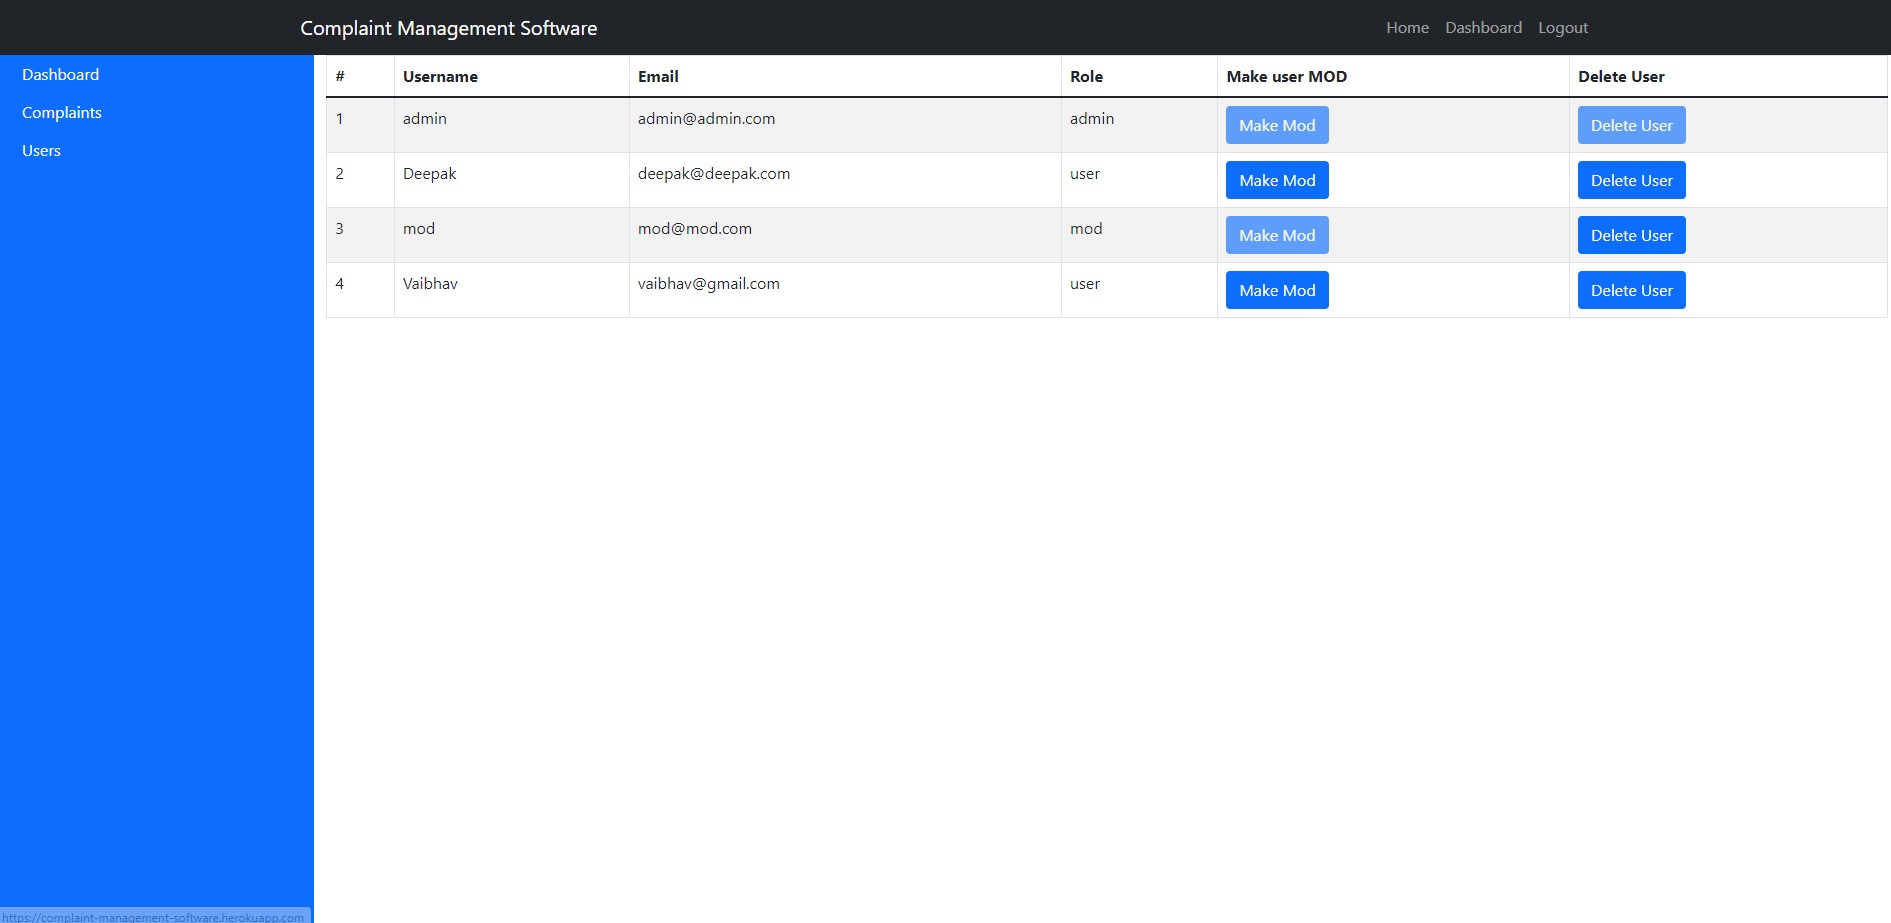 Complaint Management Software Home Dashboard Logout
Dashboard
Complaints
Users
# Username Email Role Make user MOD Delete User
1 admin admin@admin.com admin Make Mod Delete User
2 Deepak deepak@deepak.com user Make Mod Delete User
3 mod mod@mod.com mod Make Mod Delete User
4 Vaibhav vaibhav@gmail.com user Make Mod Delete User
https://complaint-management-software.herokuapp.com